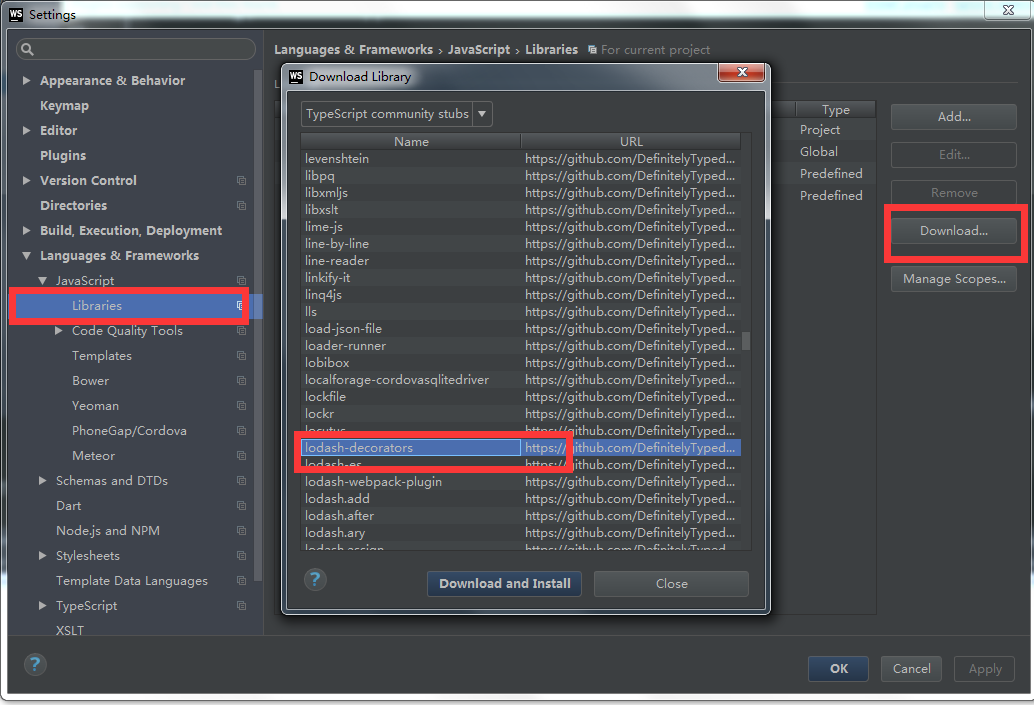 WS Settings
Languages & Frameworks › JavaScript › Libraries For current project
Appearance & Behavior
Keymap
Editor
Plugins
Version Control
Directories
Build, Execution, Deployment
Languages & Frameworks
JavaScript
Libraries
Code Quality Tools
Templates
Bower
Yeoman
PhoneGap/Cordova
Meteor
Schemas and DTDs
Dart
Node.js and NPM
Stylesheets
Template Data Languages
TypeScript
XSLT
WS Download Library
TypeScript community stubs
Name URL
levenshtein https://github.com/DefinitelyTyped...
libpq https://github.com/DefinitelyTyped...
libxmljs https://github.com/DefinitelyTyped...
libxslt https://github.com/DefinitelyTyped...
lime-js https://github.com/DefinitelyTyped...
line-by-line https://github.com/DefinitelyTyped...
line-reader https://github.com/DefinitelyTyped...
linkify-it https://github.com/DefinitelyTyped...
linq4js https://github.com/DefinitelyTyped...
lls https://github.com/DefinitelyTyped...
load-json-file https://github.com/DefinitelyTyped...
loader-runner https://github.com/DefinitelyTyped...
lobibox https://github.com/DefinitelyTyped...
localforage-cordovasqlitedriver https://github.com/DefinitelyTyped...
lockfile https://github.com/DefinitelyTyped...
lockr https://github.com/DefinitelyTyped...
locutus https://github.com/DefinitelyTyped...
lodash-decorators https://github.com/DefinitelyTyped...
lodash-es https://github.com/DefinitelyTyped...
lodash-webpack-plugin https://github.com/DefinitelyTyped...
lodash.add https://github.com/DefinitelyTyped...
lodash.after https://github.com/DefinitelyTyped...
lodash.ary https://github.com/DefinitelyTyped...
lodash.assign https://github.com/DefinitelyTyped...
? Download and Install Close
Type
Project
Global
Predefined
Predefined
Add...
Edit...
Remove
Download...
Manage Scopes...
? OK Cancel Apply